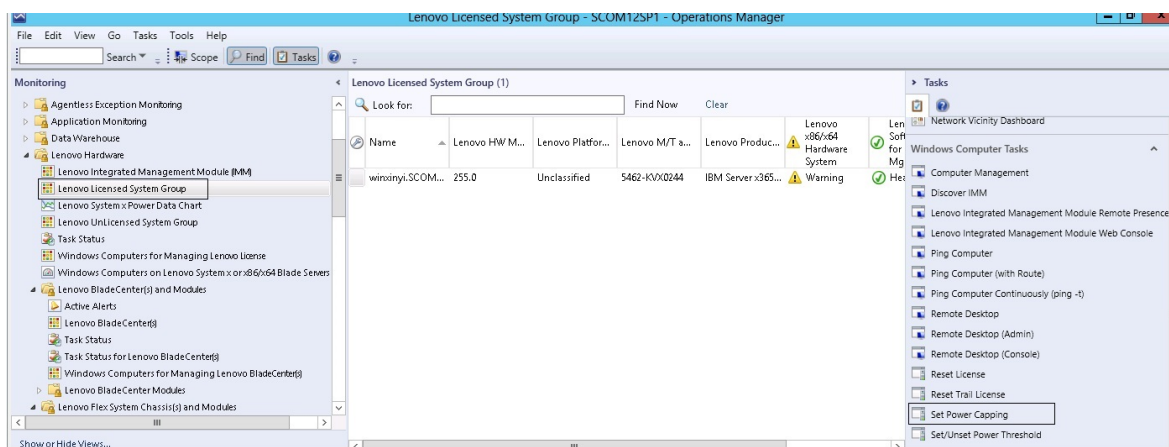 Lenovo Licensed System Group - SCOM12SP1 - Operations Manager
File Edit View Go Tasks Tools Help
Search Scope Find Tasks
Monitoring
Agentless Exception Monitoring
Application Monitoring
Data Warehouse
Lenovo Hardware
Lenovo Integrated Management Module (IMM)
Lenovo Licensed System Group
Lenovo System x Power Data Chart
Lenovo UnLicensed System Group
Task Status
Windows Computers for Managing Lenovo License
Windows Computers on Lenovo System x or x86/x64 Blade Servers
Lenovo BladeCenter(s) and Modules
Active Alerts
Lenovo BladeCenter(s)
Task Status
Task Status for Lenovo BladeCenter(s)
Windows Computers for Managing Lenovo BladeCenter(s)
Lenovo BladeCenter Modules
Lenovo Flex System Chassis(s) and Modules
Show or Hide Views...
Lenovo Licensed System Group (1)
Look for: Find Now Clear
Name Lenovo HW M... Lenovo Platfor... Lenovo M/T a... Lenovo Produc...
Lenovo
x86/x64
Hardware
System
Len
Soft
for
Mg
winxinyi.SCOM... 255.0 Unclassified 5462-KVX0244 IBM Server x365... Warning Hea
Tasks
Network Vicinity Dashboard
Windows Computer Tasks
Computer Management
Discover IMM
Lenovo Integrated Management Module Remote Presence
Lenovo Integrated Management Module Web Console
Ping Computer
Ping Computer (with Route)
Ping Computer Continuously (ping -t)
Remote Desktop
Remote Desktop (Admin)
Remote Desktop (Console)
Reset License
Reset Trail License
Set Power Capping
Set/Unset Power Threshold